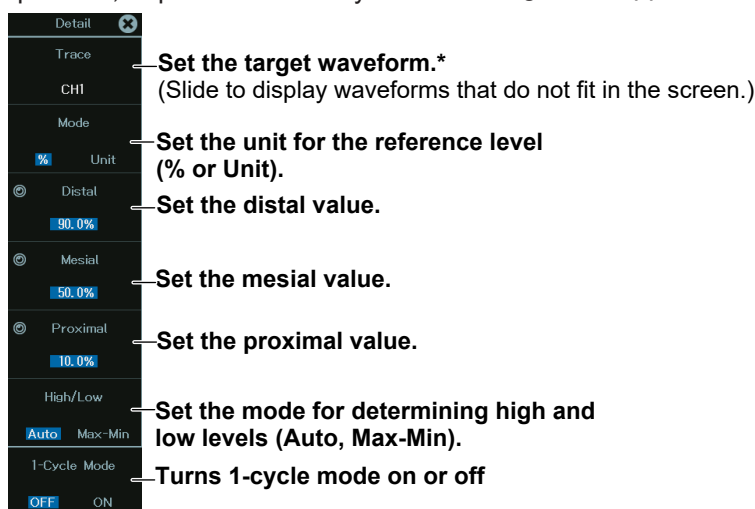 Detail
Trace
Set the target waveform.*
CH1
(Slide to display waveforms that do not fit in the screen.)
Mode
Set the unit for the reference level
% Unit
(% or Unit).
Distal
Set the distal value.
90.0%
Mesial
Set the mesial value.
50.0%
Proximal
Set the proximal value.
10.0%
High/Low
Set the mode for determining high and
Auto Max-Min
low levels (Auto, Max-Min).
1-Cycle Mode
Turns 1-cycle mode on or off
OFF ON